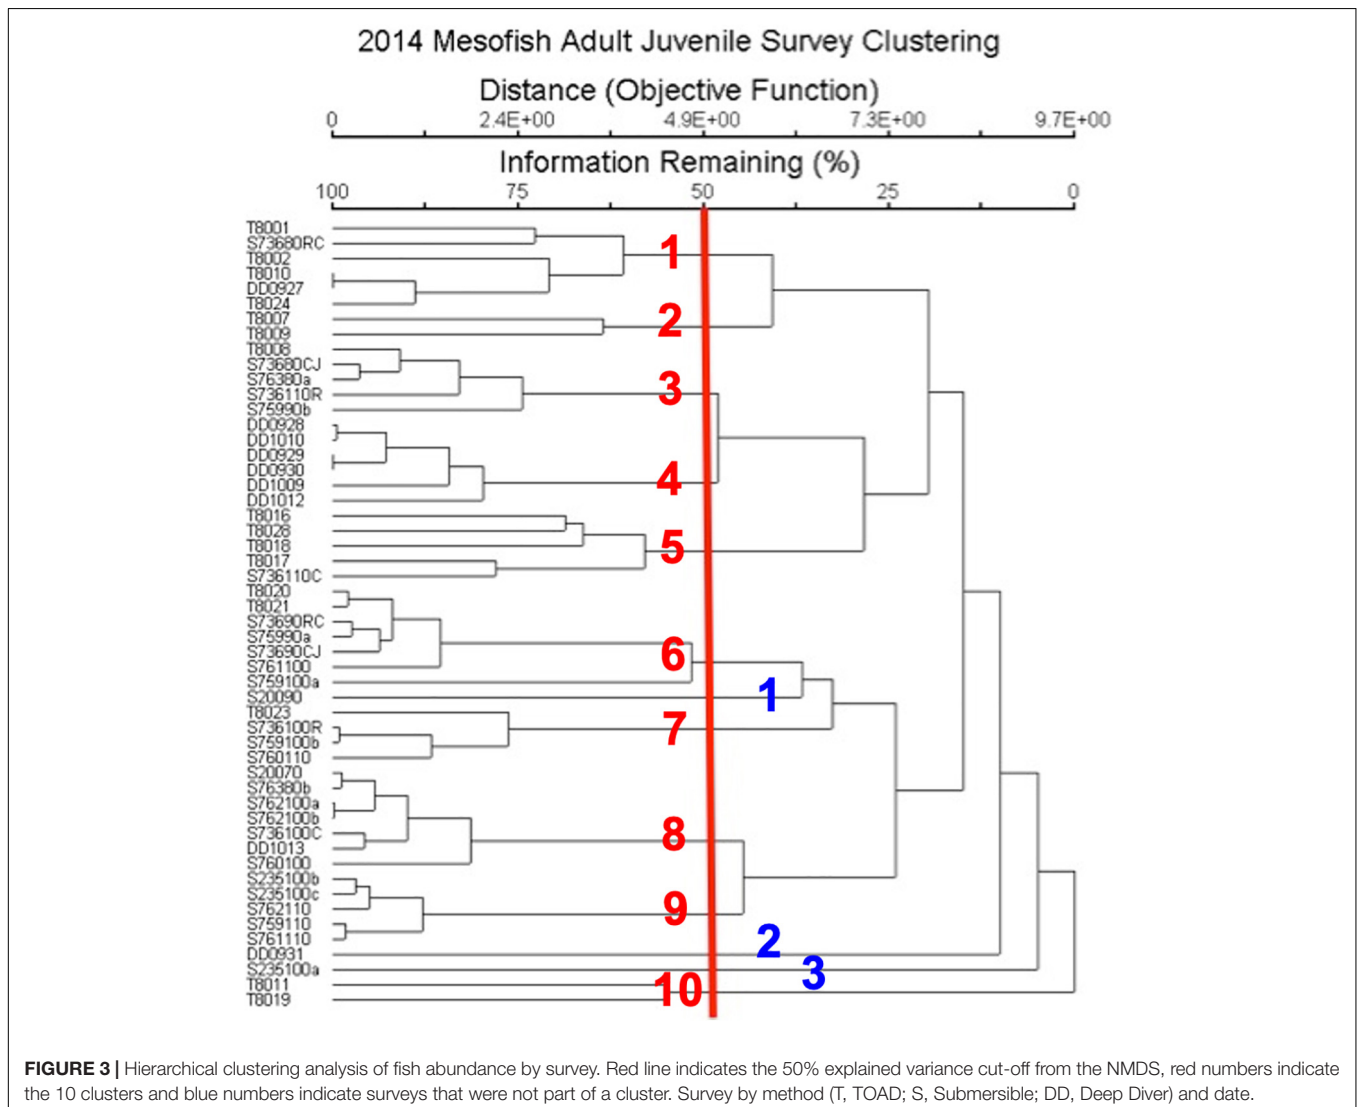 2014 Mesofish Adult Juvenile Survey Clustering
Distance (Objective Function)
0 2.4E+00 4.9E+00 7.3E+00 9.7E+00
Information Remaining (%)
100 75 50 25 0
T8001
S73680RC
T8002
1
T8010
DD0927
T8024
T8007
2
T8009
T8008
S73680CJ
S76380a
3
S736110R
S75990b
DD0928
DD1010
DD0929
DD0930
4
DD1009
DD1012
T8016
T8028
T8018
5
T8017
S736110C
T8020
T8021
S73690RC
S75990a
S73690CJ
6
S761100
S759100a
S20090
1
T8023
S736100R
7
S759100b
S760110
S20070
S76380b
S762100a
S762100b
S736100C
8
DD1013
S760100
S235100b
S235100c
S762110
9
S759110
S761110
2
DD0931
S235100a
3
T8011
10
T8019
FIGURE 3 | Hierarchical clustering analysis of fish abundance by survey. Red line indicates the 50% explained variance cut-off from the NMDS, red numbers indicate
the 10 clusters and blue numbers indicate surveys that were not part of a cluster. Survey by method (T, TOAD; S, Submersible; DD, Deep Diver) and date.